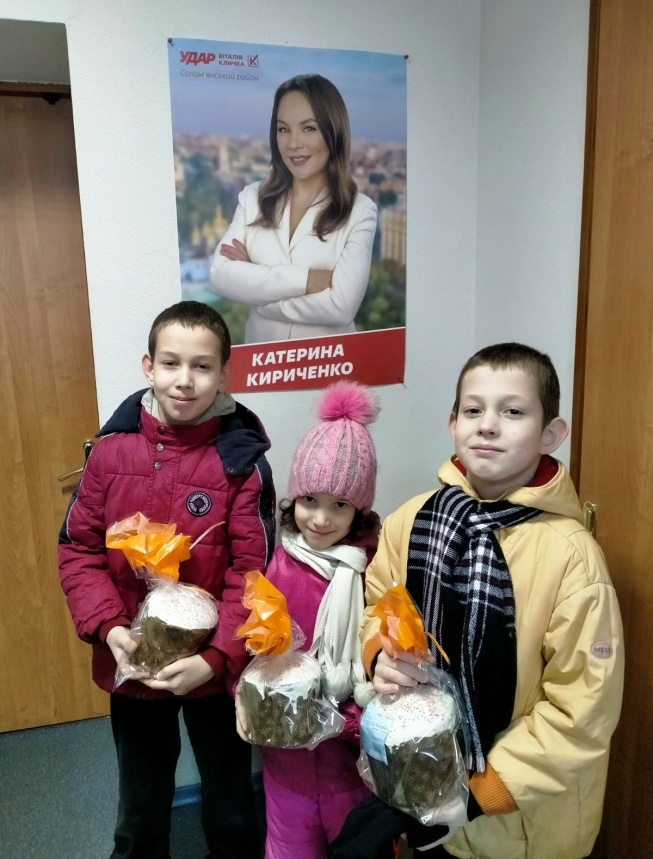 УДАР ВІТАЛІЯ
КЛИЧКА
Солом'янський район
КАТЕРИНА
КИРИЧЕНКО